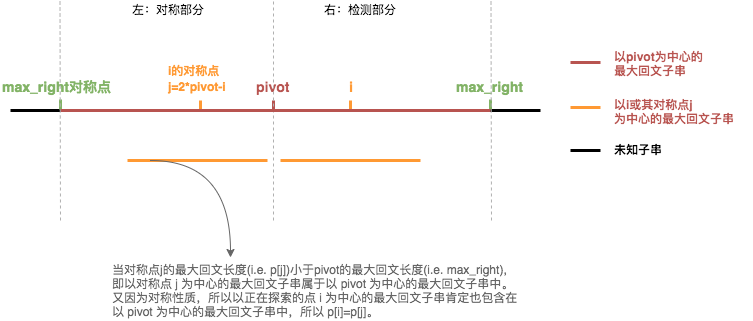 左：对称部分
右：检测部分
max_right对称点
i的对称点
j=2*pivot-i
pivot
i
max_right
以pivot为中心的
最大回文子串
以i或其对称点j
为中心的最大回文子串
未知子串
当对称点j的最大回文长度(i.e. p[j])小于pivot的最大回文长度(i.e. max_right),
即以对称点 j 为中心的最大回文子串属于以 pivot 为中心的最大回文子串中。
又因为对称性质，所以以正在探索的点 i 为中心的最大回文子串肯定也包含在
以 pivot 为中心的最大回文子串中，所以 p[i]=p[j]。